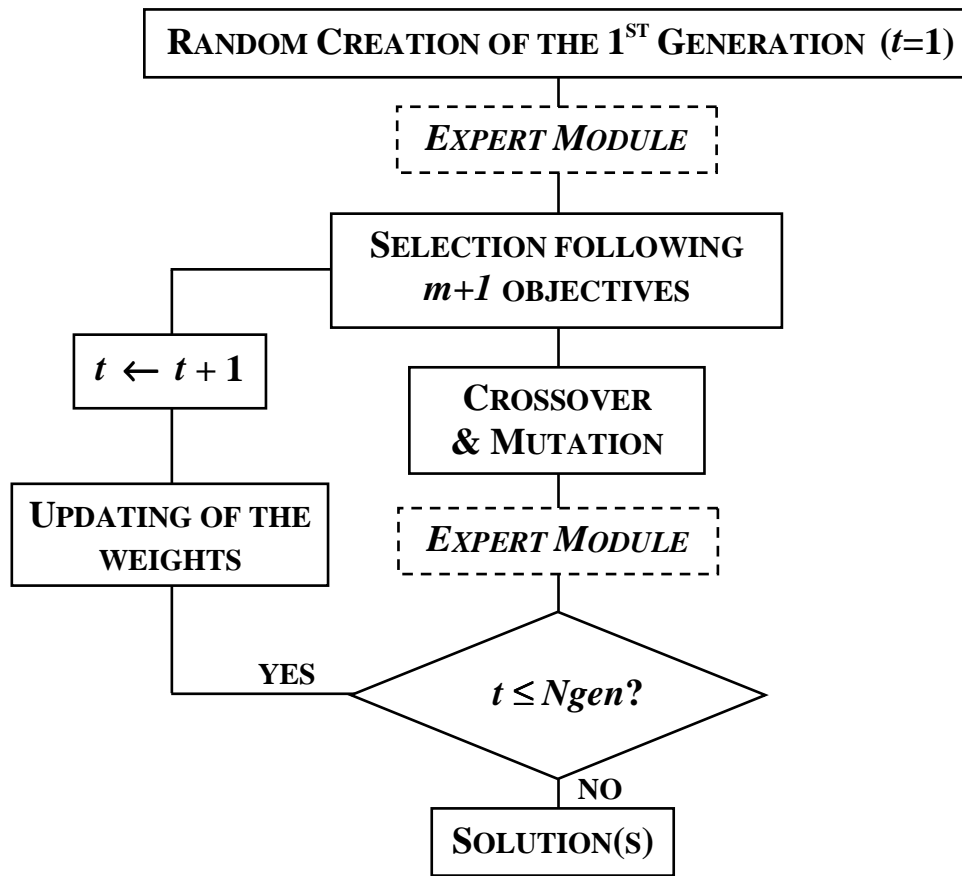 RANDOM CREATION OF THE 1ST GENERATION (t=1)
EXPERT MODULE
SELECTION FOLLOWING
m+1 OBJECTIVES
t ← t + 1
CROSSOVER
& MUTATION
UPDATING OF THE
WEIGHTS
EXPERT MODULE
YES
t ≤ Ngen?
NO
SOLUTION(S)